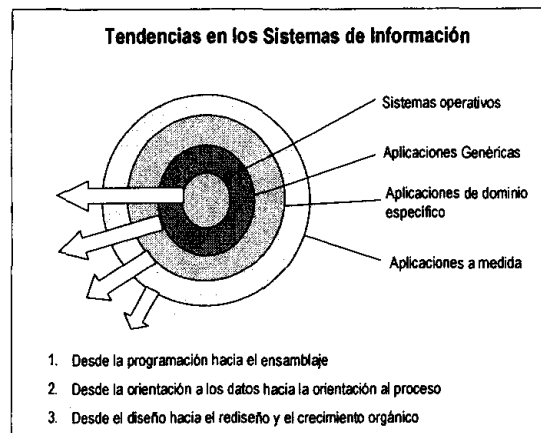 Tendencias en los Sistemas de Información
Sistemas operativos
Aplicaciones Genéricas
Aplicaciones de dominio
específico
Aplicaciones a medida
1. Desde la programación hacia el ensamblaje
2. Desde la orientación a los datos hacia la orientación al proceso
3. Desde el diseño hacia el rediseño y el crecimiento orgánico